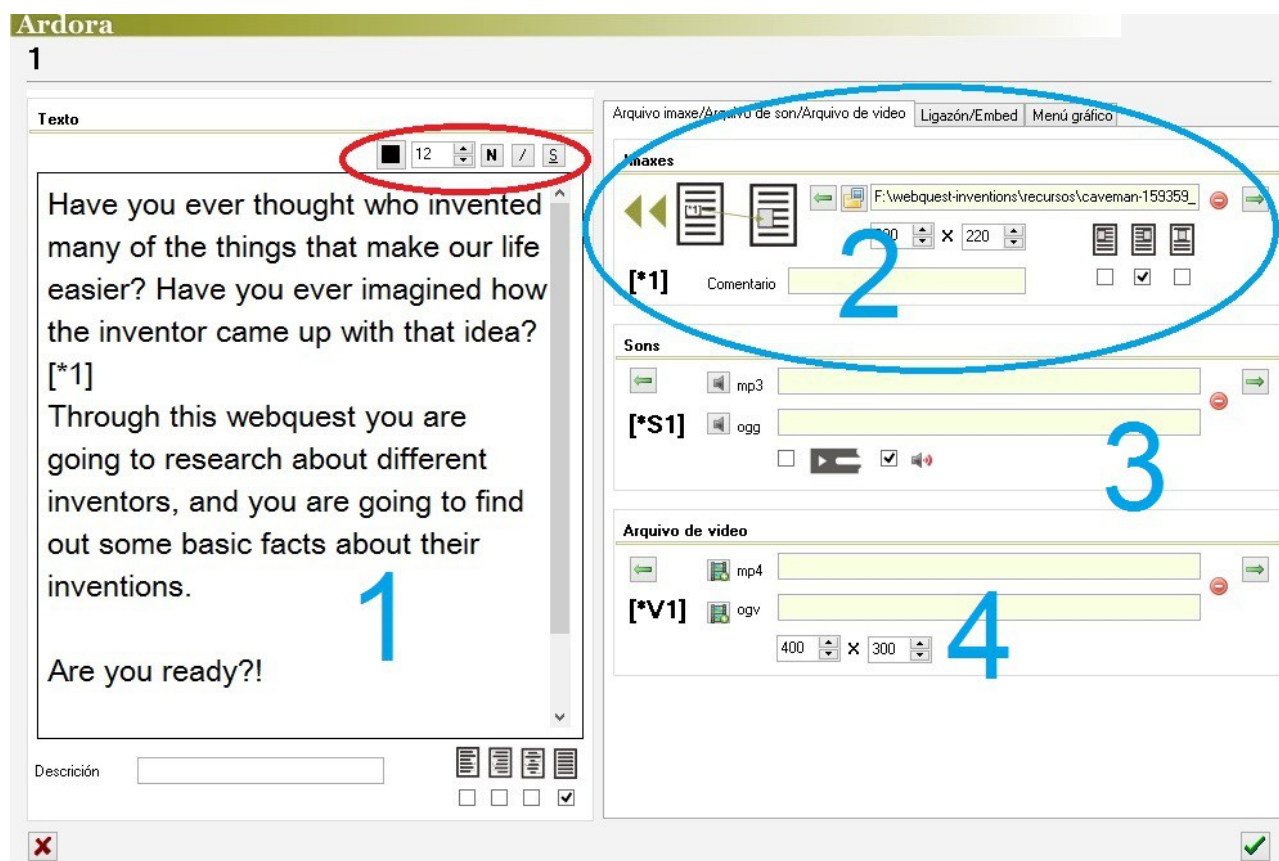 Ardora
1
Texto
12 N / S
Have you ever thought who invented
many of the things that make our life
easier? Have you ever imagined how
the inventor came up with that idea?
[*1]
Through this webquest you are
going to research about different
inventors, and you are going to find
out some basic facts about their
inventions.
Are you ready?!
1
Descrición
Arquivo imaxe/Arquivo de son/Arquivo de video Ligazón/Embed Menú gráfico
Imaxes
[*1]
F:\webquest-inventions\recursos\caveman-159359_
X 220
2
[*1] Comentario
Sons
mp3
[*S1] ogg
3
Arquivo de video
mp4
[*V1] ogv
400 X 300
4